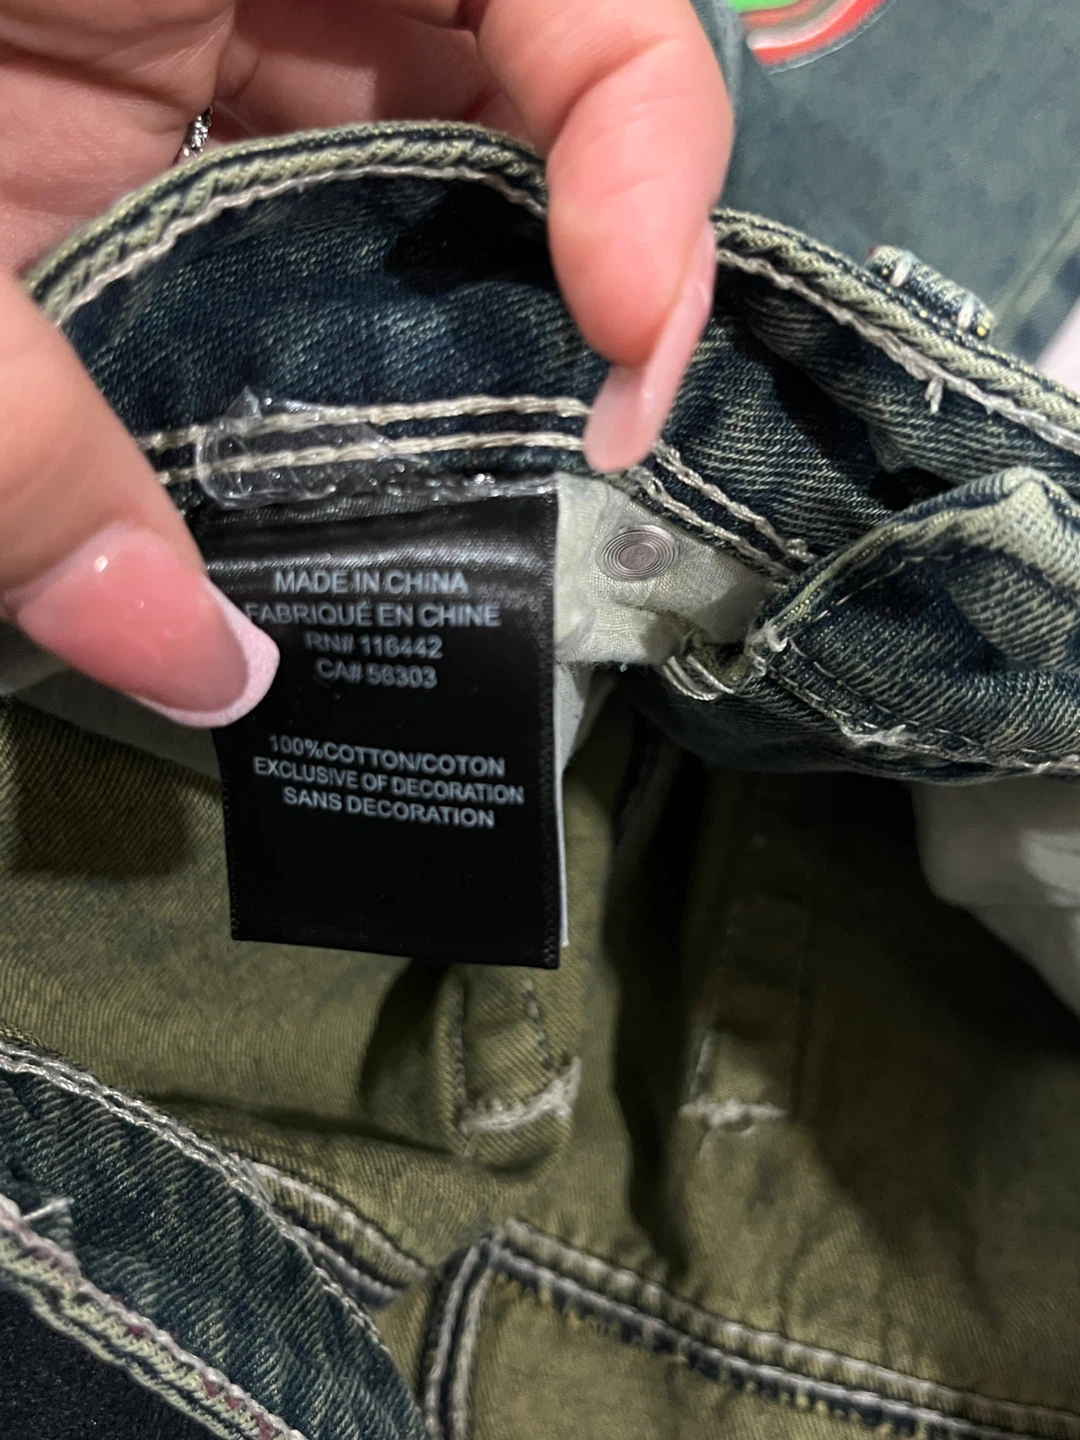 MADE IN CHINA
FABRIQUÉ EN CHINE
RN# 116442
CA# 56303
100%COTTON/COTON
EXCLUSIVE OF DECORATION
SANS DECORATION